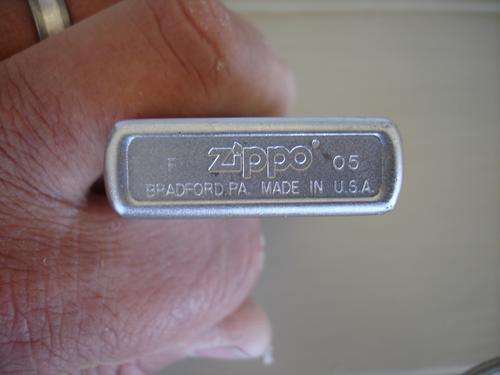 F zippo® 05
BRADFORD,PA. MADE IN U.S.A.